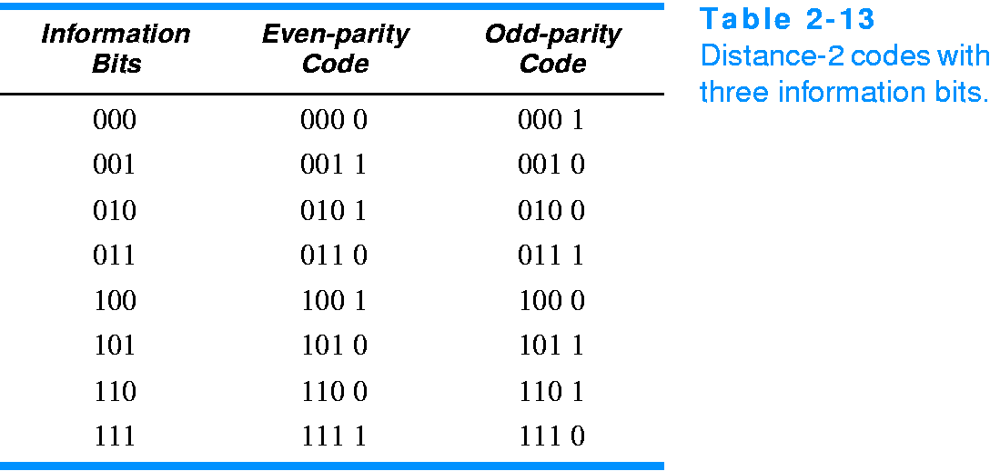 Information Bits Even-parity Code Odd-parity Code
000 000 0 000 1
001 001 1 001 0
010 010 1 010 0
011 011 0 011 1
100 100 1 100 0
101 101 0 101 1
110 110 0 110 1
111 111 1 111 0
Table 2-13
Distance-2 codes with
three information bits.